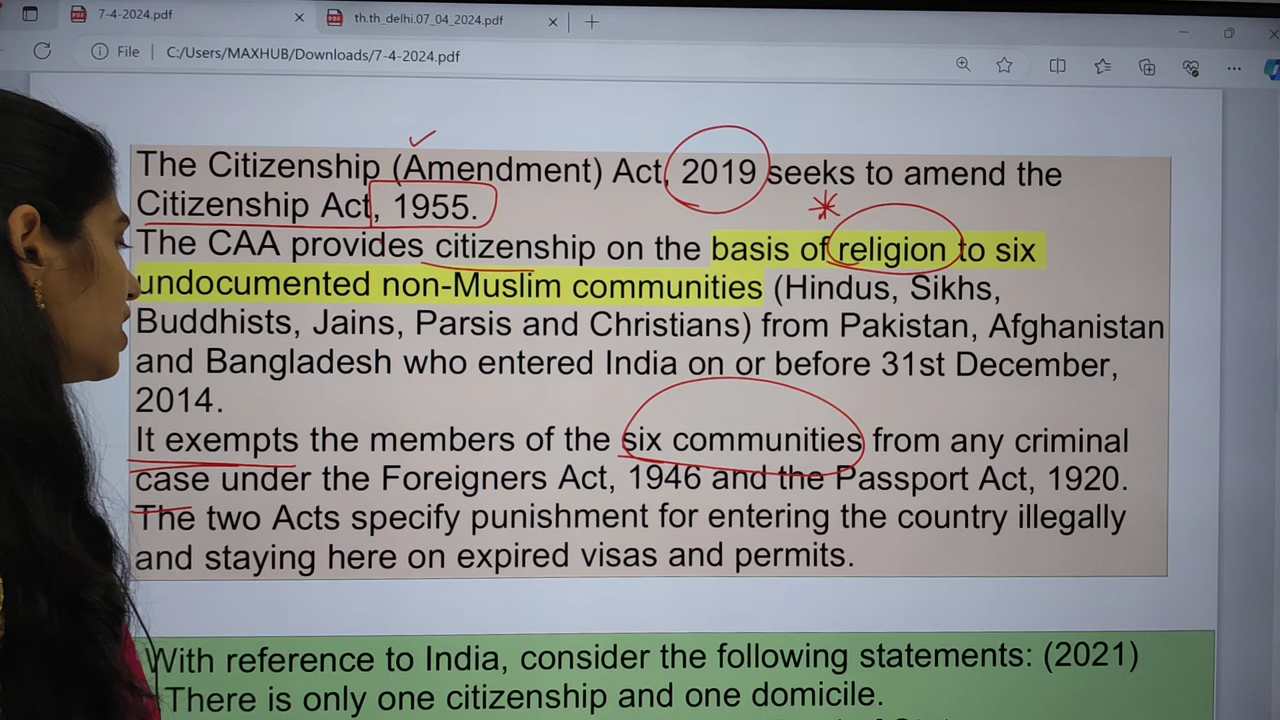 7-4-2024.pdf
th.th_delhi.07_04_2024.pdf
File
C:/Users/MAXHUB/Downloads/7-4-2024.pdf
The Citizenship (Amendment) Act, 2019 seeks to amend the
Citizenship Act, 1955.
The CAA provides citizenship on the basis of religion to six
undocumented non-Muslim communities (Hindus, Sikhs,
Buddhists, Jains, Parsis and Christians) from Pakistan, Afghanistan
and Bangladesh who entered India on or before 31st December,
2014.
It exempts the members of the six communities from any criminal
case under the Foreigners Act, 1946 and the Passport Act, 1920.
The two Acts specify punishment for entering the country illegally
and staying here on expired visas and permits.
With reference to India, consider the following statements: (2021)
There is only one citizenship and one domicile.